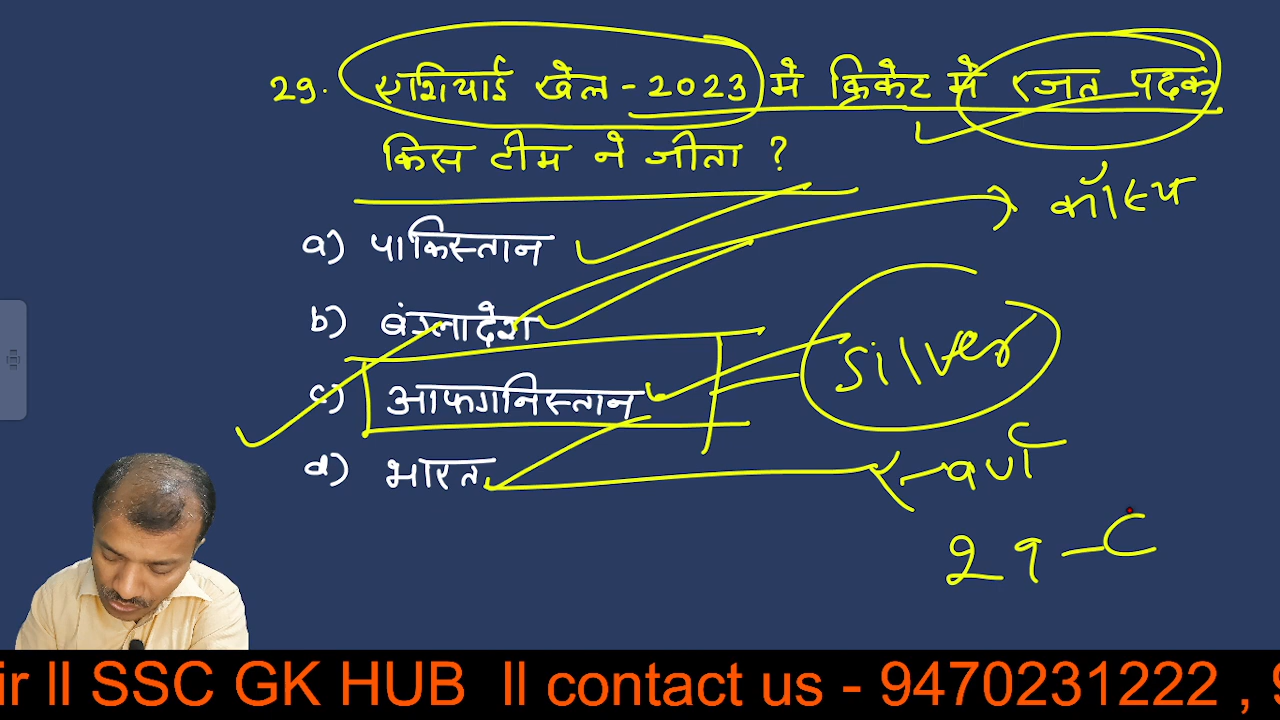 29. एशियाई खेल - 2023 में क्रिकेट में रजत पदक
किस टीम ने जीता ?
a) पाकिस्तान
काँस्य
b) बंग्लादेश
Silver
c) आफगनिस्तान
d) भारत
स्वर्ण
29 - C
ir ll SSC GK HUB ll contact us - 9470231222 , 9